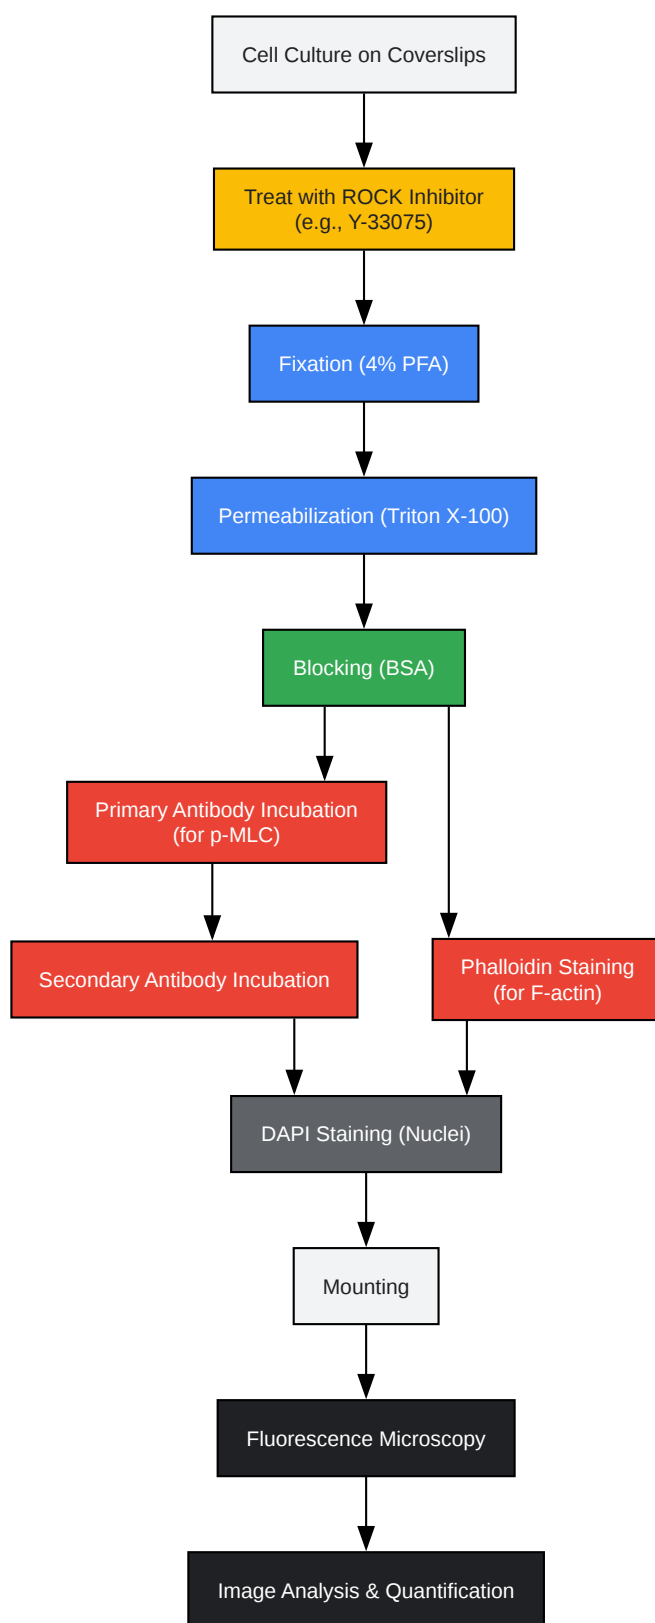 Cell Culture on Coverslips
Treat with ROCK Inhibitor
(e.g., Y-33075)
Fixation (4% PFA)
Permeabilization (Triton X-100)
Blocking (BSA)
Primary Antibody Incubation
(for p-MLC)
Secondary Antibody Incubation
Phalloidin Staining
(for F-actin)
DAPI Staining (Nuclei)
Mounting
Fluorescence Microscopy
Image Analysis & Quantification